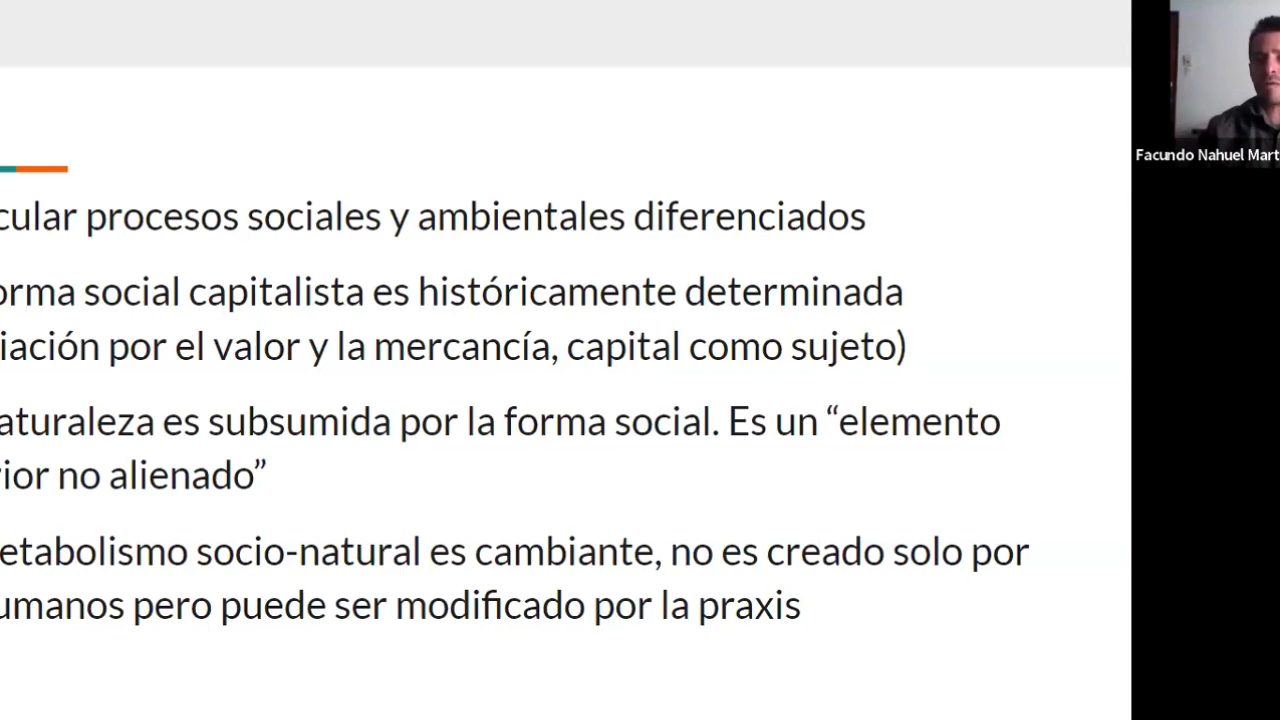 cular procesos sociales y ambientales diferenciados
orma social capitalista es históricamente determinada
iación por el valor y la mercancía, capital como sujeto)
aturaleza es subsumida por la forma social. Es un “elemento
rior no alienado”
etabolismo socio-natural es cambiante, no es creado solo por
umanos pero puede ser modificado por la praxis
Facundo Nahuel Mart